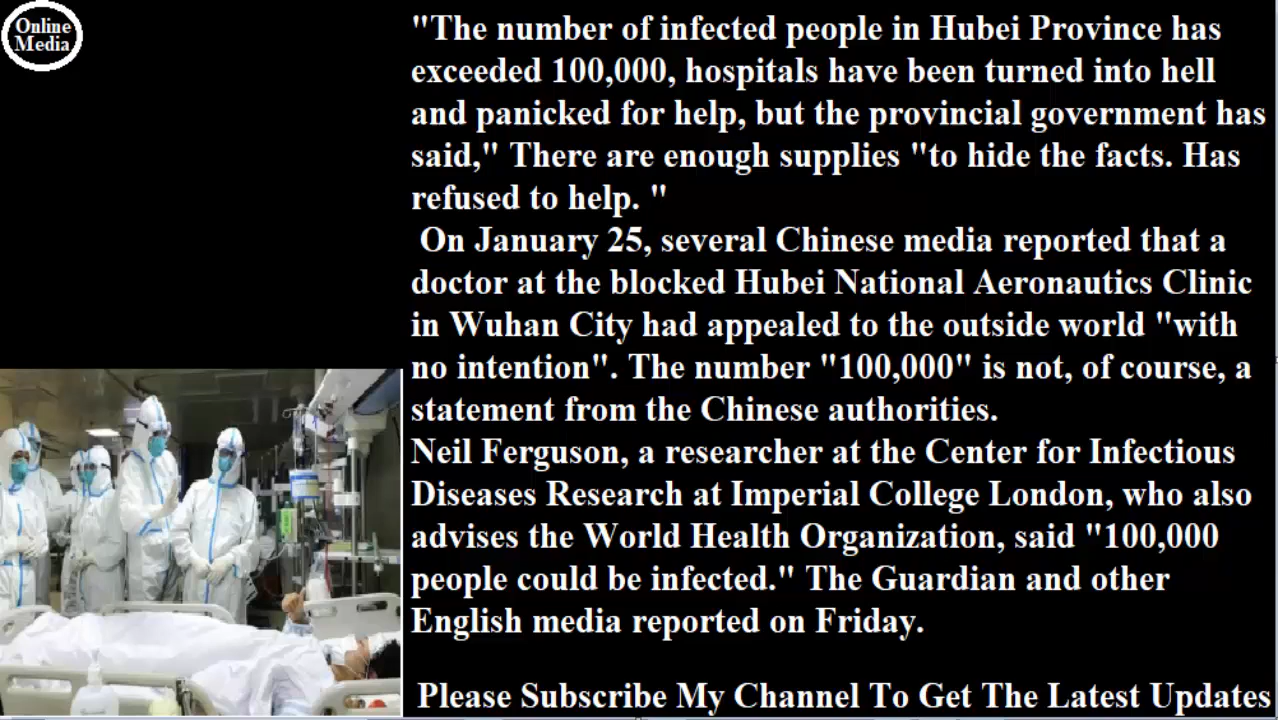 Online
Media
"The number of infected people in Hubei Province has
exceeded 100,000, hospitals have been turned into hell
and panicked for help, but the provincial government has
said," There are enough supplies "to hide the facts. Has
refused to help. "
On January 25, several Chinese media reported that a
doctor at the blocked Hubei National Aeronautics Clinic
in Wuhan City had appealed to the outside world "with
no intention". The number "100,000" is not, of course, a
statement from the Chinese authorities.
Neil Ferguson, a researcher at the Center for Infectious
Diseases Research at Imperial College London, who also
advises the World Health Organization, said "100,000
people could be infected." The Guardian and other
English media reported on Friday.
Please Subscribe My Channel To Get The Latest Updates